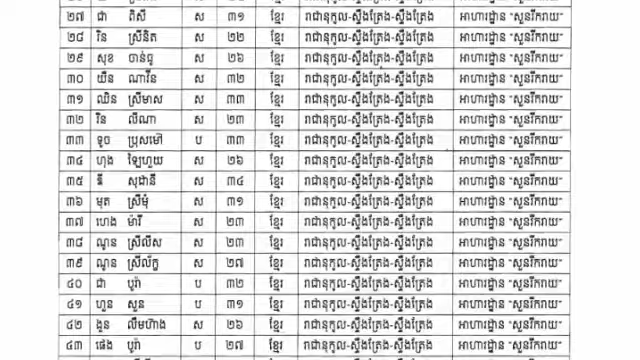 ២៧ ជា ពិសី ស ៣១ ខ្មែរ រាជានុកូល-ស្ទឹងត្រែង-ស្ទឹងត្រែង អាហារដ្ឋាន "សួនរីករាយ"
២៨ រិន ស្រីនិត ស ២២ ខ្មែរ រាជានុកូល-ស្ទឹងត្រែង-ស្ទឹងត្រែង អាហារដ្ឋាន "សួនរីករាយ"
២៩ សុខ ចាន់ធូ ស ២៦ ខ្មែរ រាជានុកូល-ស្ទឹងត្រែង-ស្ទឹងត្រែង អាហារដ្ឋាន "សួនរីករាយ"
៣០ យឺន ណាវីន ស ៣២ ខ្មែរ រាជានុកូល-ស្ទឹងត្រែង-ស្ទឹងត្រែង អាហារដ្ឋាន "សួនរីករាយ"
៣១ ឈិន ស្រីមាស ស ៣៣ ខ្មែរ រាជានុកូល-ស្ទឹងត្រែង-ស្ទឹងត្រែង អាហារដ្ឋាន "សួនរីករាយ"
៣២ រិន លីណា ស ២៣ ខ្មែរ រាជានុកូល-ស្ទឹងត្រែង-ស្ទឹងត្រែង អាហារដ្ឋាន "សួនរីករាយ"
៣៣ ទូច ប្រុសមៅ ប ៣៣ ខ្មែរ រាជានុកូល-ស្ទឹងត្រែង-ស្ទឹងត្រែង អាហារដ្ឋាន "សួនរីករាយ"
៣៤ ហុង ឡៃហួយ ស ២៦ ខ្មែរ រាជានុកូល-ស្ទឹងត្រែង-ស្ទឹងត្រែង អាហារដ្ឋាន "សួនរីករាយ"
៣៥ ឌី សុដានី ស ៣៤ ខ្មែរ រាជានុកូល-ស្ទឹងត្រែង-ស្ទឹងត្រែង អាហារដ្ឋាន "សួនរីករាយ"
៣៦ មុត ស្រីមុំ ស ៣១ ខ្មែរ រាជានុកូល-ស្ទឹងត្រែង-ស្ទឹងត្រែង អាហារដ្ឋាន "សួនរីករាយ"
៣៧ ហេង ម៉ារី ស ២៣ ខ្មែរ រាជានុកូល-ស្ទឹងត្រែង-ស្ទឹងត្រែង អាហារដ្ឋាន "សួនរីករាយ"
៣៨ ណូន ស្រីលីស ស ២៣ ខ្មែរ រាជានុកូល-ស្ទឹងត្រែង-ស្ទឹងត្រែង អាហារដ្ឋាន "សួនរីករាយ"
៣៩ ណូន ស្រីល័ក្ខ ស ២៧ ខ្មែរ រាជានុកូល-ស្ទឹងត្រែង-ស្ទឹងត្រែង អាហារដ្ឋាន "សួនរីករាយ"
៤០ ជា បូរ៉ា ប ៣២ ខ្មែរ រាជានុកូល-ស្ទឹងត្រែង-ស្ទឹងត្រែង អាហារដ្ឋាន "សួនរីករាយ"
៤១ ហួន សួន ប ៣១ ខ្មែរ រាជានុកូល-ស្ទឹងត្រែង-ស្ទឹងត្រែង អាហារដ្ឋាន "សួនរីករាយ"
៤២ ងួន លឹមហ៊ាង ស ២៦ ខ្មែរ រាជានុកូល-ស្ទឹងត្រែង-ស្ទឹងត្រែង អាហារដ្ឋាន "សួនរីករាយ"
៤៣ ផេង បូរ៉ា ប ២៧ ខ្មែរ រាជានុកូល-ស្ទឹងត្រែង-ស្ទឹងត្រែង អាហារដ្ឋាន "សួនរីករាយ"